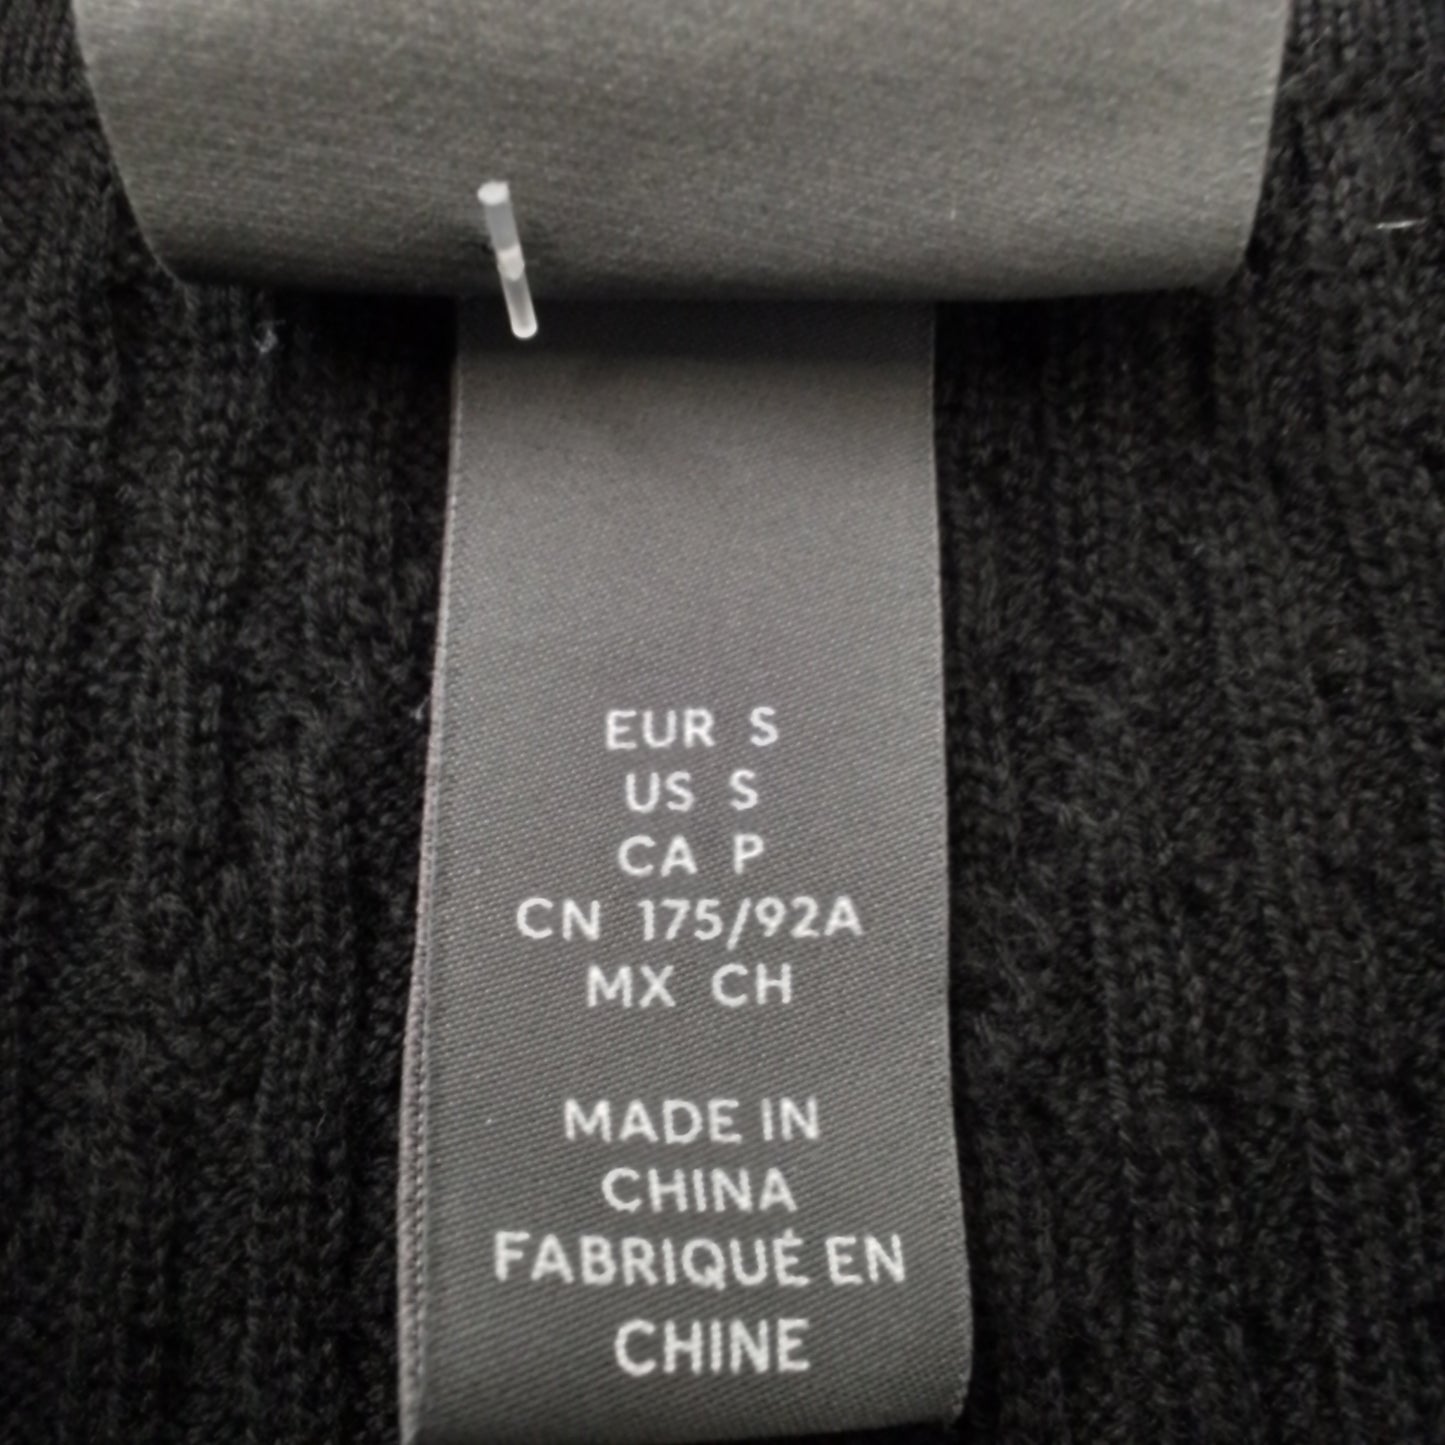 EUR S
US S
CA P
CN 175/92A
MX CH
MADE IN
CHINA
FABRIQUÉ EN
CHINE